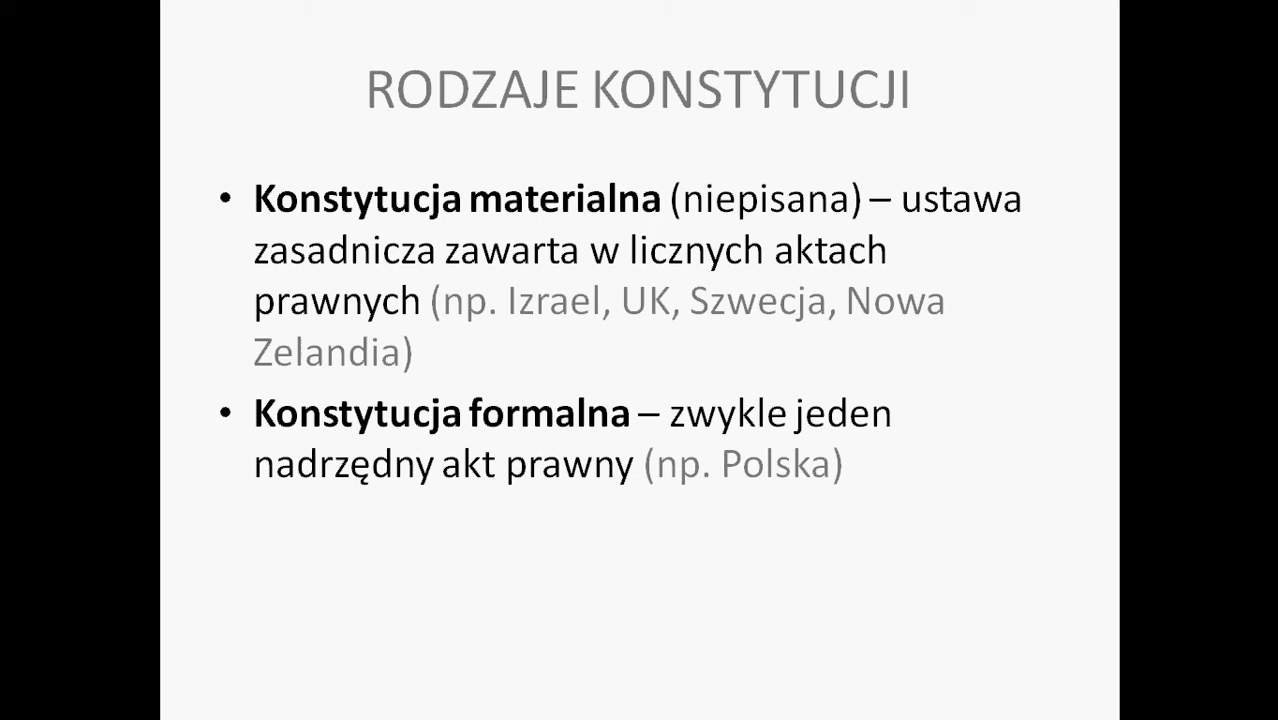 RODZAJE KONSTYTUCJI
• Konstytucja materialna (niepisana) – ustawa
zasadnicza zawarta w licznych aktach
prawnych (np. Izrael, UK, Szwecja, Nowa
Zelandia)
• Konstytucja formalna – zwykle jeden
nadrzędny akt prawny (np. Polska)